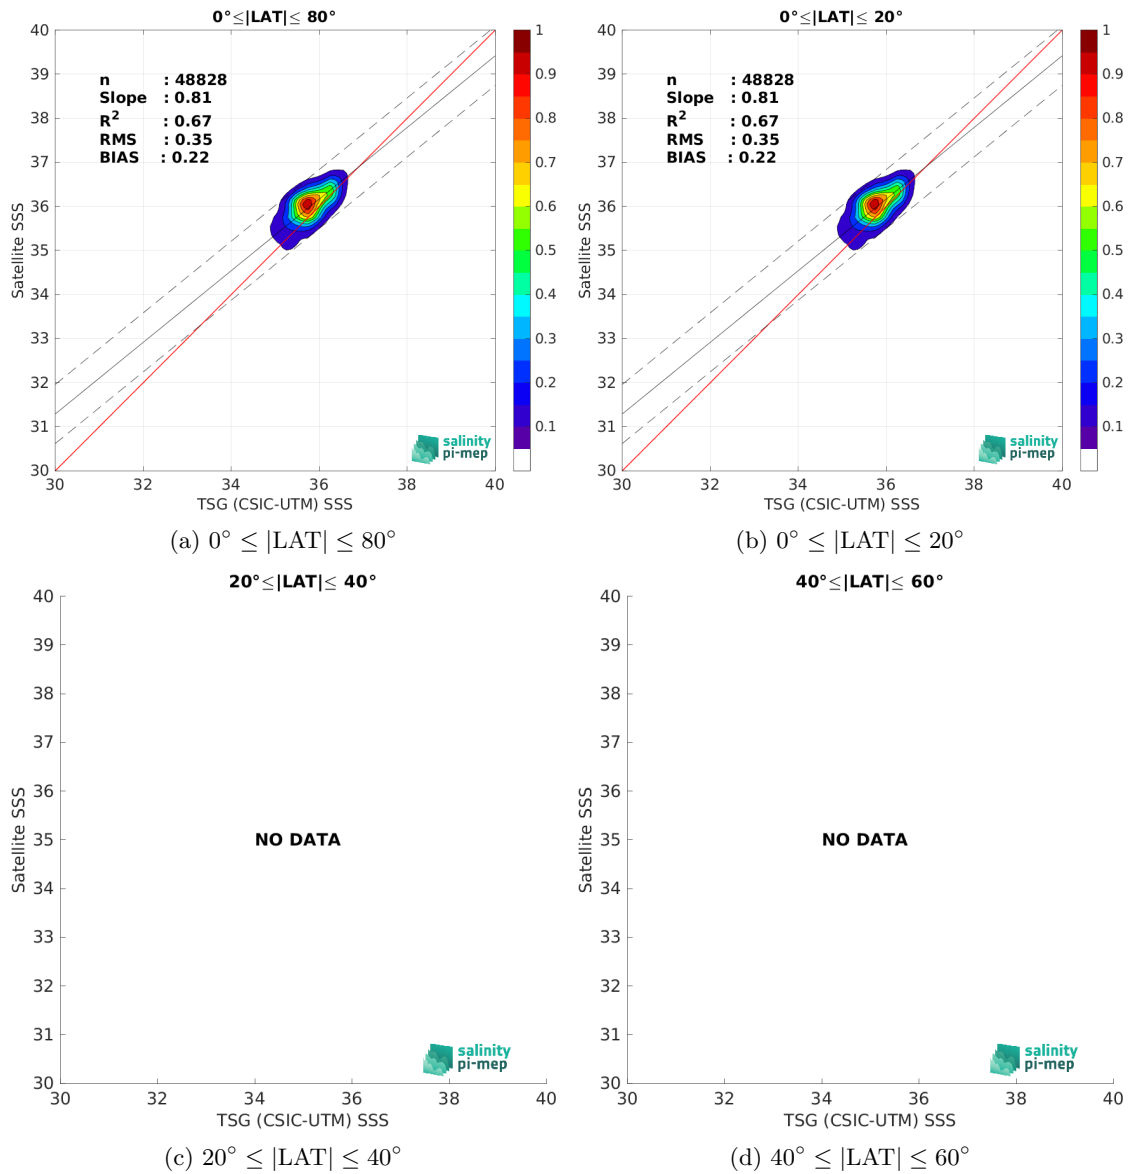 0°≤|LAT|≤ 80°
40
39
38
37
36
35
34
33
32
31
30
Satellite SSS
n : 48828
Slope : 0.81
R² : 0.67
RMS : 0.35
BIAS : 0.22
1
0.9
0.8
0.7
0.6
0.5
0.4
0.3
0.2
0.1
salinity
pi-mep
30 32 34 36 38 40
TSG (CSIC-UTM) SSS
(a) 0° ≤ |LAT| ≤ 80°
0°≤|LAT|≤ 20°
40
39
38
37
36
35
34
33
32
31
30
Satellite SSS
n : 48828
Slope : 0.81
R² : 0.67
RMS : 0.35
BIAS : 0.22
1
0.9
0.8
0.7
0.6
0.5
0.4
0.3
0.2
0.1
salinity
pi-mep
30 32 34 36 38 40
TSG (CSIC-UTM) SSS
(b) 0° ≤ |LAT| ≤ 20°
20°≤|LAT|≤ 40°
40
39
38
37
36
35
34
33
32
31
30
Satellite SSS
NO DATA
salinity
pi-mep
30 32 34 36 38 40
TSG (CSIC-UTM) SSS
(c) 20° ≤ |LAT| ≤ 40°
40°≤|LAT|≤ 60°
40
39
38
37
36
35
34
33
32
31
30
Satellite SSS
NO DATA
salinity
pi-mep
30 32 34 36 38 40
TSG (CSIC-UTM) SSS
(d) 40° ≤ |LAT| ≤ 60°